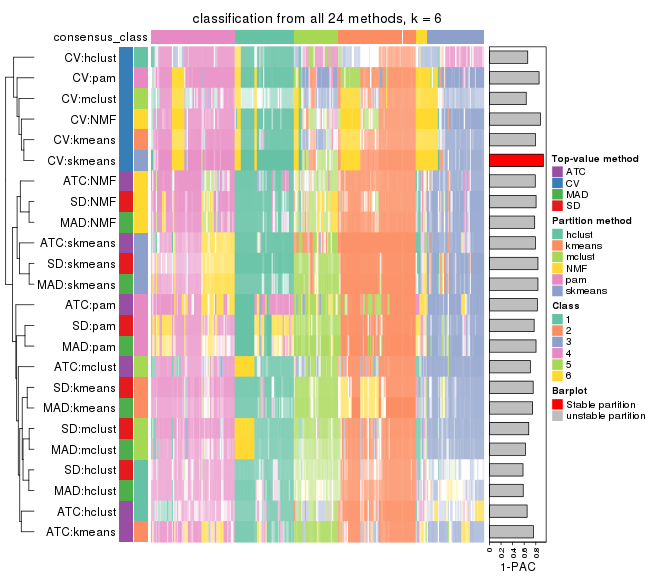 classification from all 24 methods, k = 6
consensus_class
CV:hclust
CV:pam
CV:mclust
CV:NMF
CV:kmeans
CV:skmeans
ATC:NMF
SD:NMF
MAD:NMF
ATC:skmeans
SD:skmeans
MAD:skmeans
ATC:pam
SD:pam
MAD:pam
ATC:mclust
SD:kmeans
MAD:kmeans
SD:mclust
MAD:mclust
SD:hclust
MAD:hclust
ATC:hclust
ATC:kmeans
0 0.2 0.4 0.6 0.8
1-PAC
Top-value method
ATC
CV
MAD
SD
Partition method
hclust
kmeans
mclust
NMF
pam
skmeans
Class
1
2
3
4
5
6
Barplot
Stable partition
unstable partition